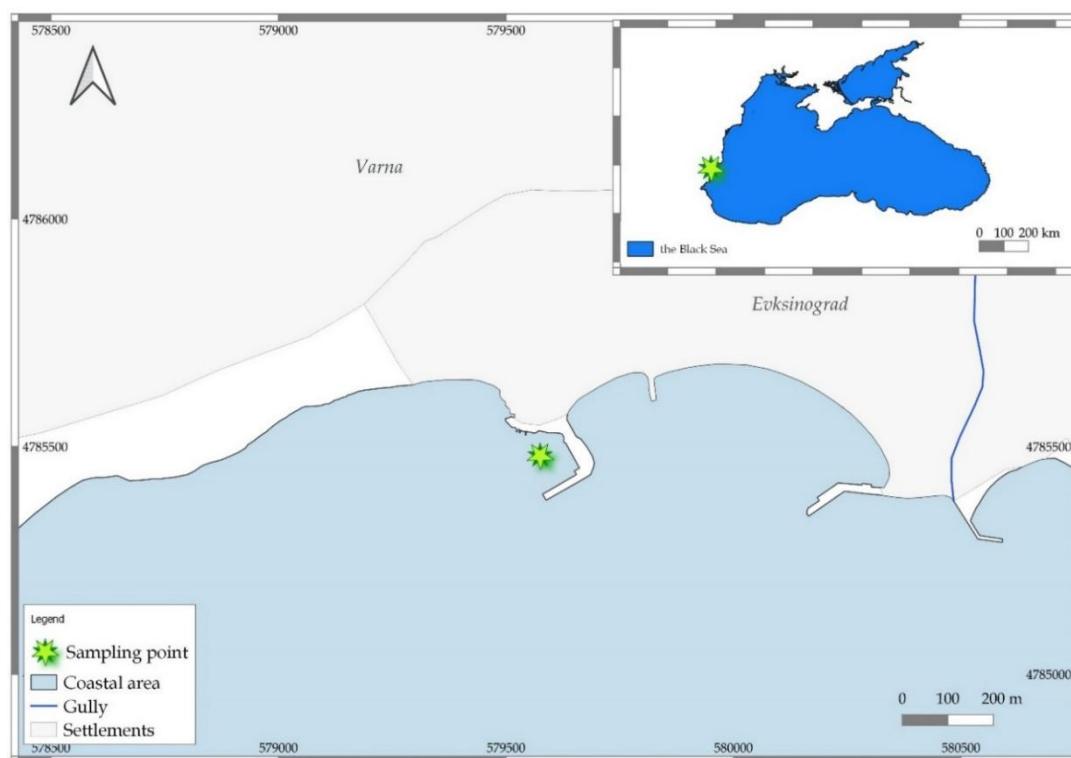 578500
579000
579500
0 100 200 km
the Black Sea
Varna
4786000
Evksinograd
4785500
4785500
Legend
Sampling point
Coastal area
Gully
Settlements
4785000
0 100 200 m
578500
579000
579500
580000
580500